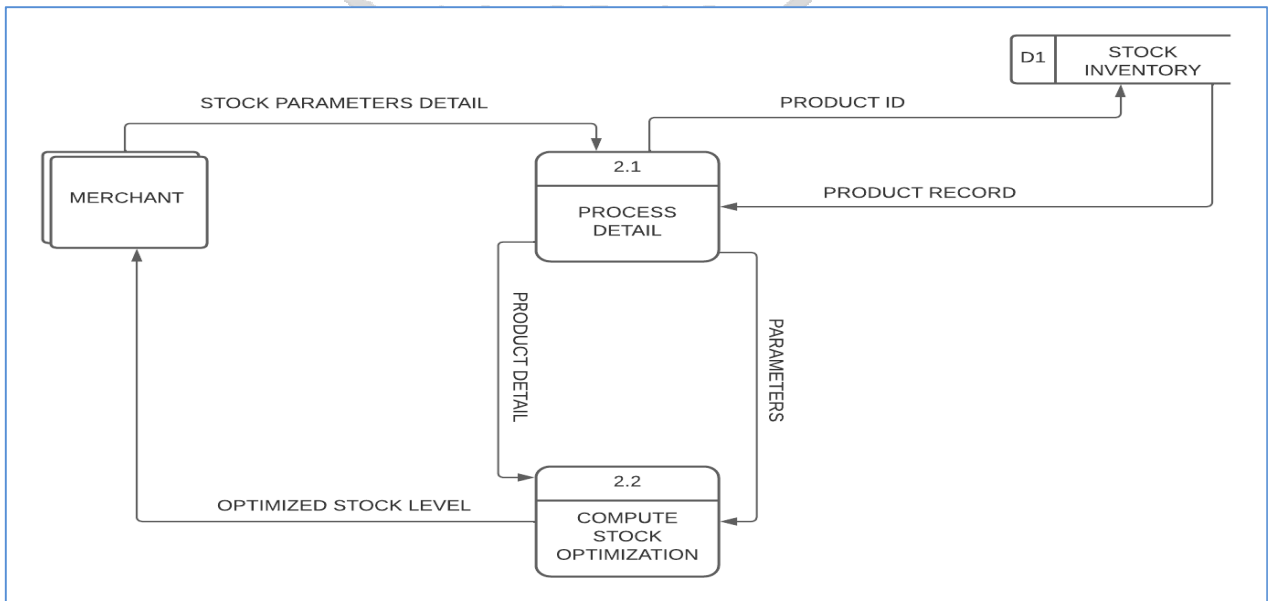 D1
STOCK
INVENTORY
STOCK PARAMETERS DETAIL
PRODUCT ID
2.1
MERCHANT
PRODUCT RECORD
PROCESS
DETAIL
PRODUCT DETAIL
PARAMETERS
2.2
OPTIMIZED STOCK LEVEL
COMPUTE
STOCK
OPTIMIZATION